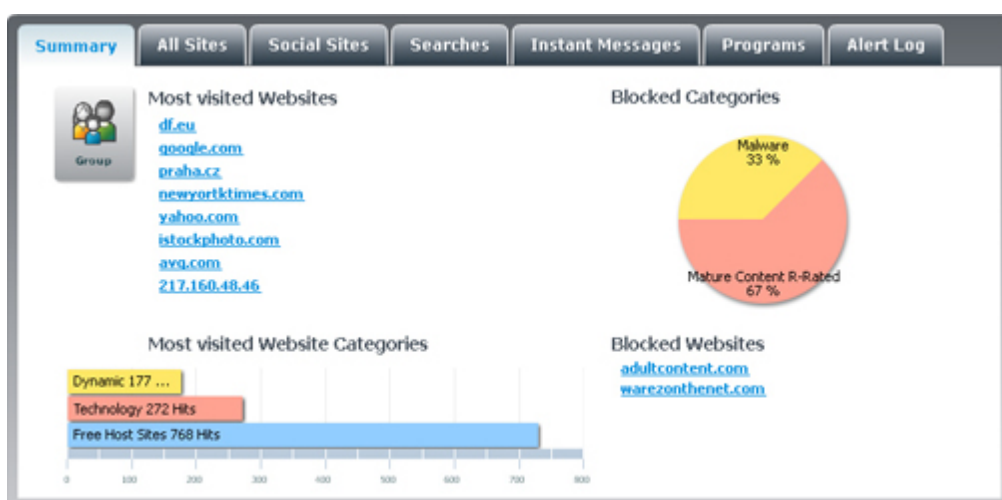 Summary
All Sites
Social Sites
Searches
Instant Messages
Programs
Alert Log
Group
Most visited Websites
df.eu
google.com
praha.cz
newyortktimes.com
yahoo.com
istockphoto.com
avg.com
217.160.48.46
Blocked Categories
Malware
33 %
Mature Content R-Rated
67 %
Most visited Website Categories
Dynamic 177 ...
Technology 272 Hits
Free Host Sites 768 Hits
0 100 200 300 400 500 600 700 800
Blocked Websites
adultcontent.com
warezonthenet.com